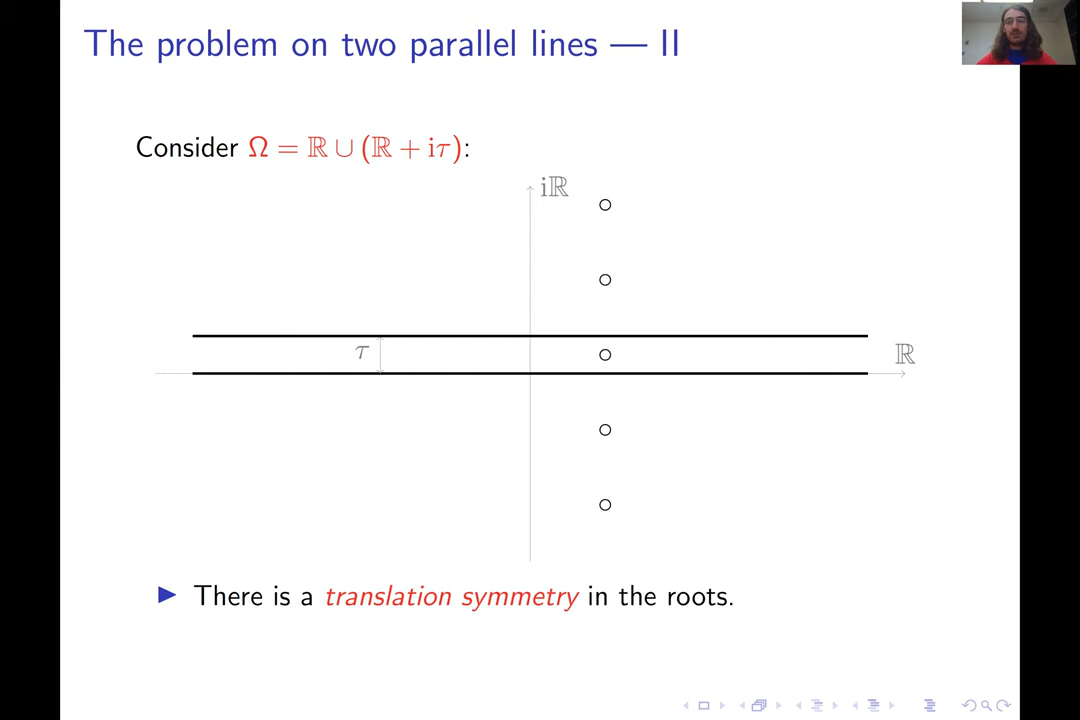 The problem on two parallel lines — II
Consider Ω = ℝ ∪ (ℝ + iτ):
iℝ
τ
ℝ
▶ There is a translation symmetry in the roots.